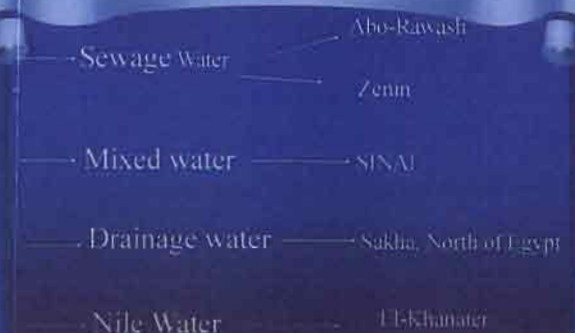 Abo-Rawash
Sewage Water
Zenin
Mixed water
SINAI
Drainage water
Sakha, North of Egypt
Nile Water
El-Khanater